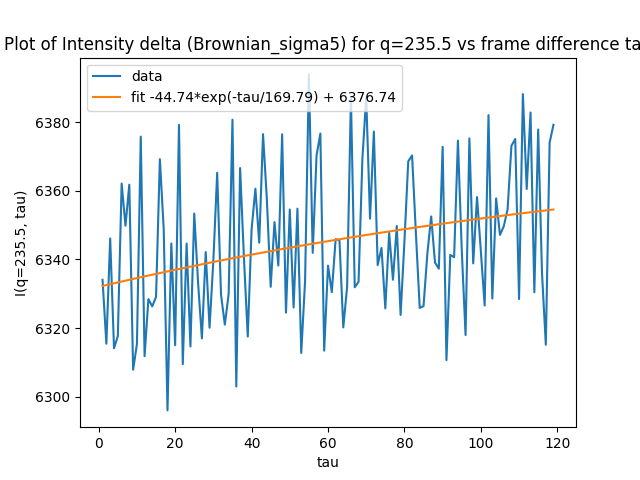 Plot of Intensity delta (Brownian_sigma5) for q=235.5 vs frame difference ta
data
fit -44.74*exp(-tau/169.79) + 6376.74
I(q=235.5, tau)
6380
6360
6340
6320
6300
0 20 40 60 80 100 120
tau